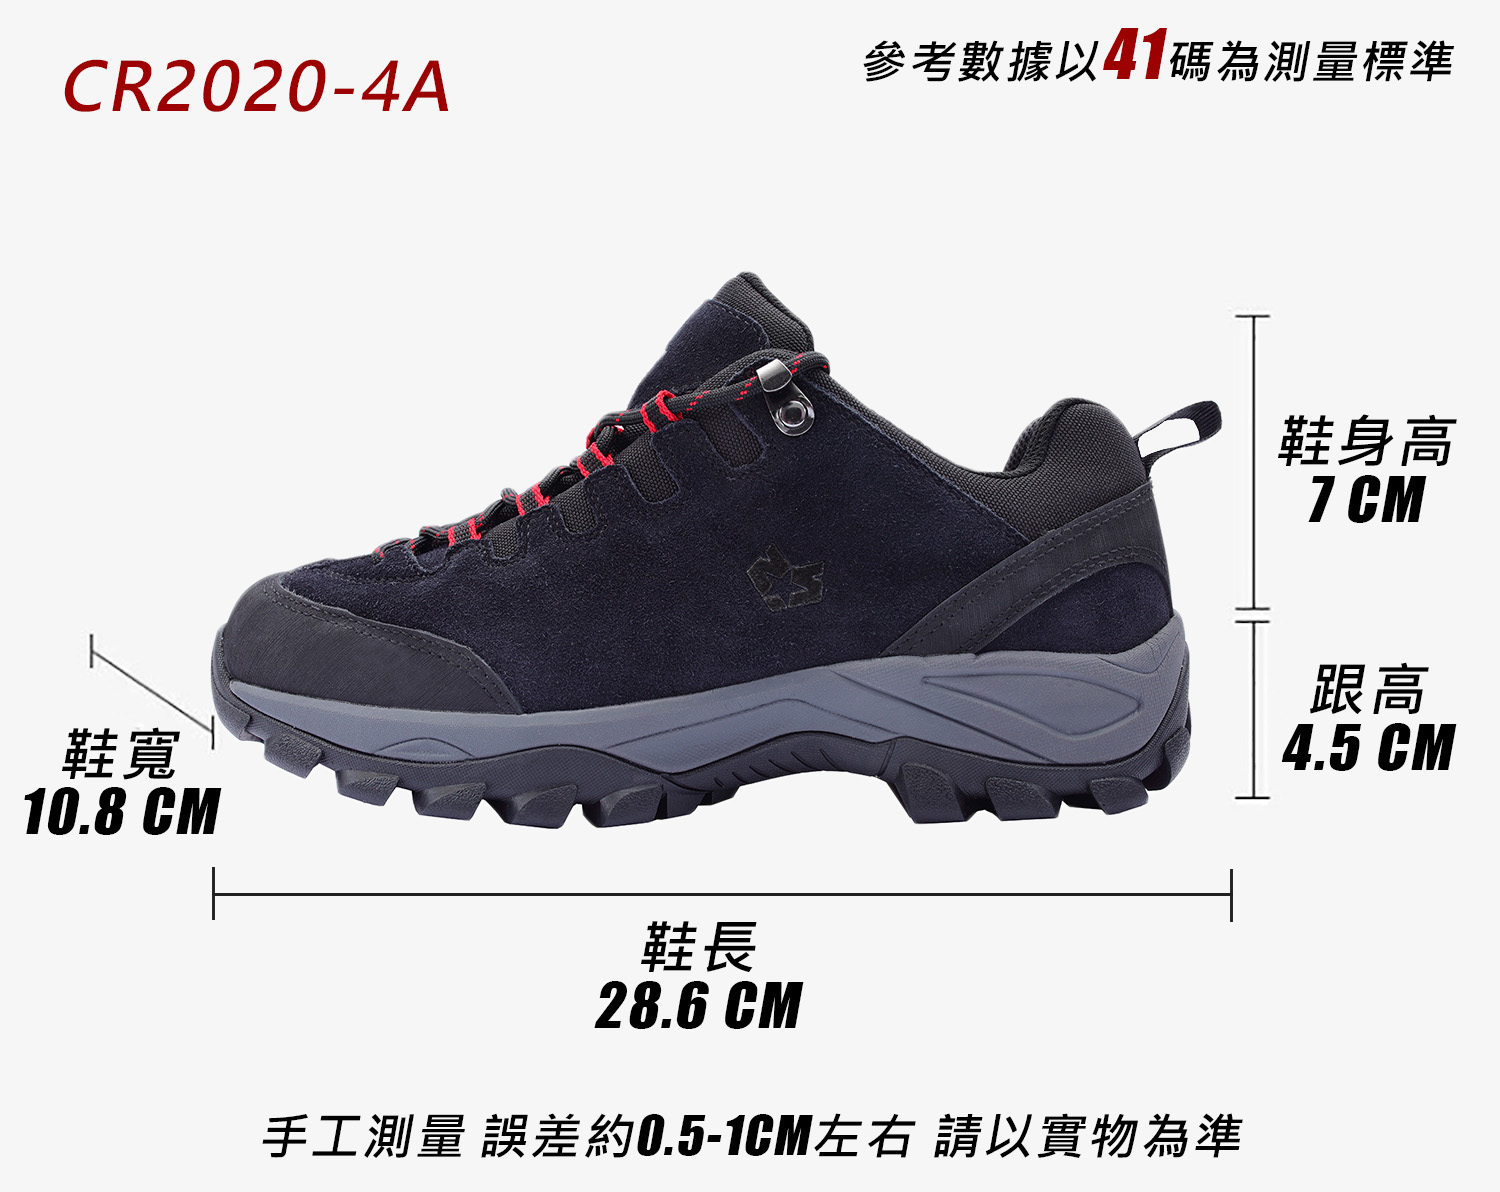 CR2020-4A
參考數據以41碼為測量標準
鞋身高
7 CM
跟高
4.5 CM
鞋寬
10.8 CM
鞋長
28.6 CM
手工測量 誤差約0.5-1CM左右 請以實物為準